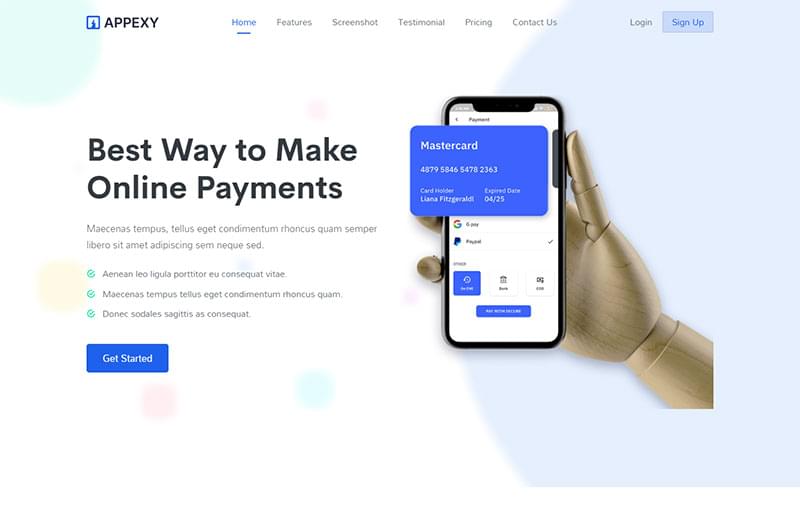 APPEXY
Home Features Screenshot Testimonial Pricing Contact Us
Login Sign Up
Best Way to Make
Online Payments
Maecenas tempus, tellus eget condimentum rhoncus quam semper
libero sit amet adipiscing sem neque sed.
Aenean leo ligula porttitor eu consequat vitae.
Maecenas tempus tellus eget condimentum rhoncus quam.
Donec sodales sagittis as consequat.
Get Started
Payment
Mastercard
4879 5846 5478 2363
Card Holder Expired Date
Liana Fitzgeraldl 04/25
G pay
Paypal
OTHER
Bank
COD
PAY WITH SECURE